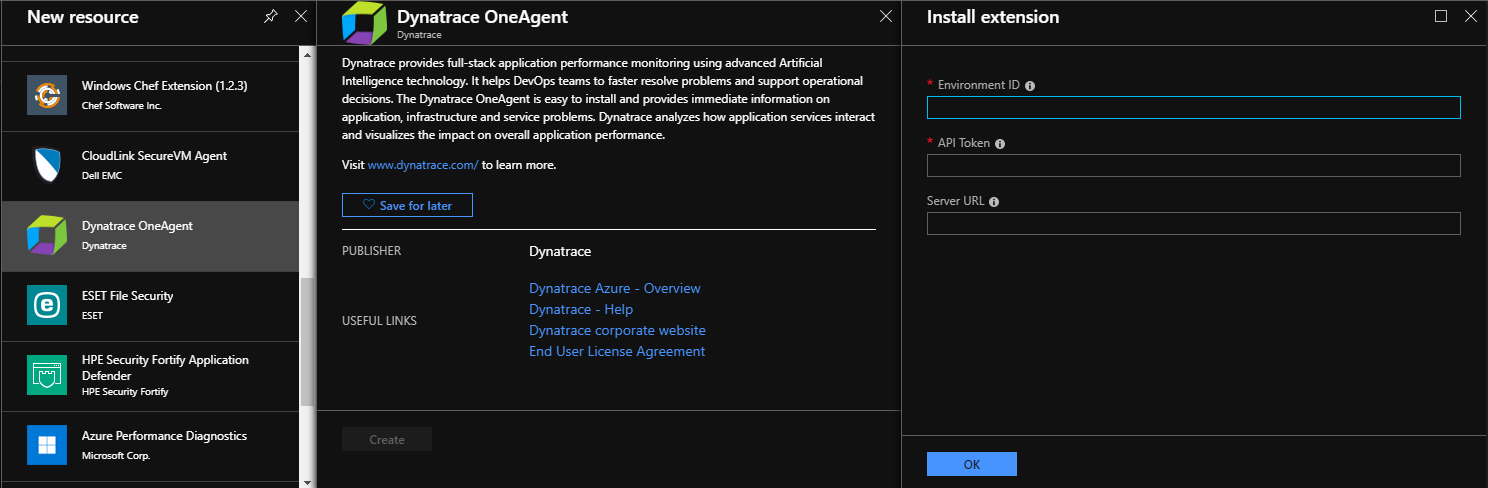 New resource
Windows Chef Extension (1.2.3)
Chef Software Inc.
CloudLink SecureVM Agent
Dell EMC
Dynatrace OneAgent
Dynatrace
ESET File Security
ESET
HPE Security Fortify Application
Defender
HPE Security Fortify
Azure Performance Diagnostics
Microsoft Corp.
Dynatrace OneAgent
Dynatrace
Dynatrace provides full-stack application performance monitoring using advanced Artificial
Intelligence technology. It helps DevOps teams to faster resolve problems and support operational
decisions. The Dynatrace OneAgent is easy to install and provides immediate information on
application, infrastructure and service problems. Dynatrace analyzes how application services interact
and visualizes the impact on overall application performance.
Visit www.dynatrace.com/ to learn more.
Save for later
PUBLISHER Dynatrace
USEFUL LINKS
Dynatrace Azure - Overview
Dynatrace - Help
Dynatrace corporate website
End User License Agreement
Create
Install extension
* Environment ID
* API Token
Server URL
OK